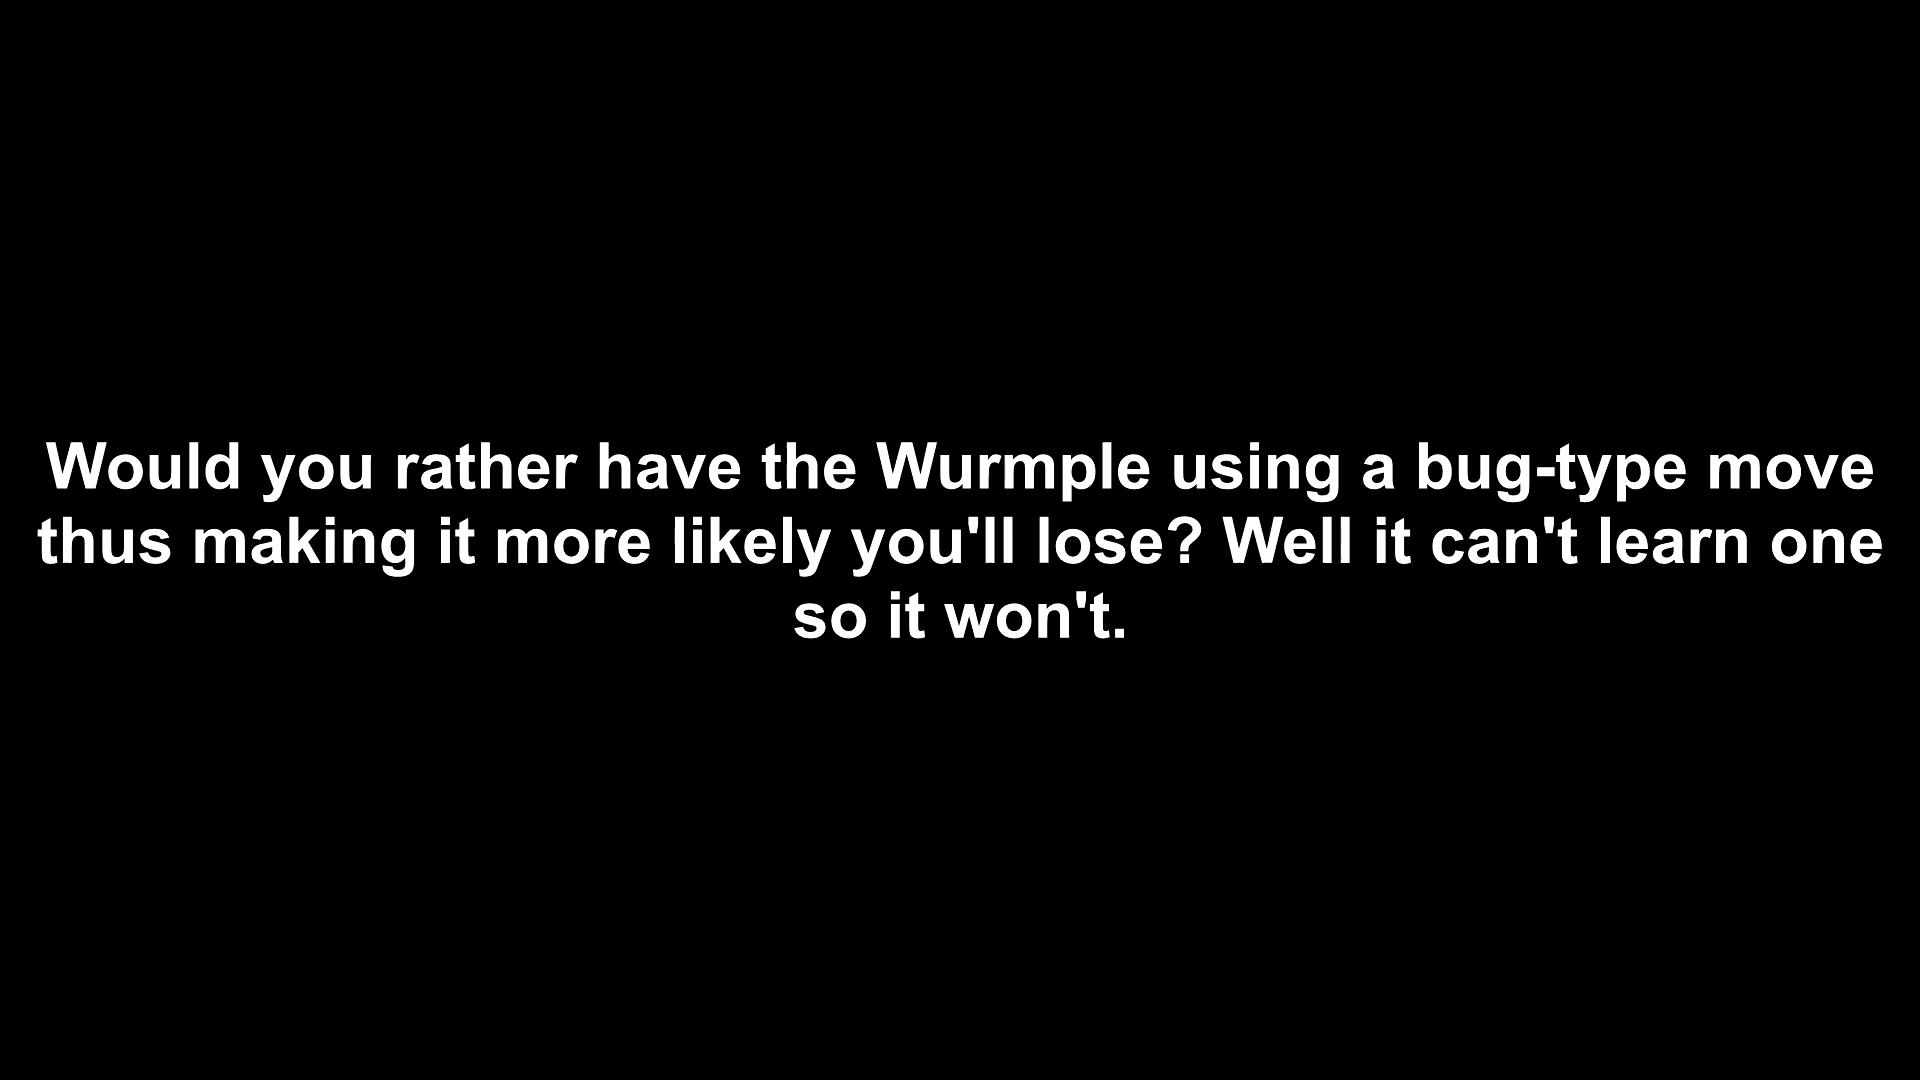 Would you rather have the Wurmple using a bug-type move
thus making it more likely you'll lose? Well it can't learn one
so it won't.